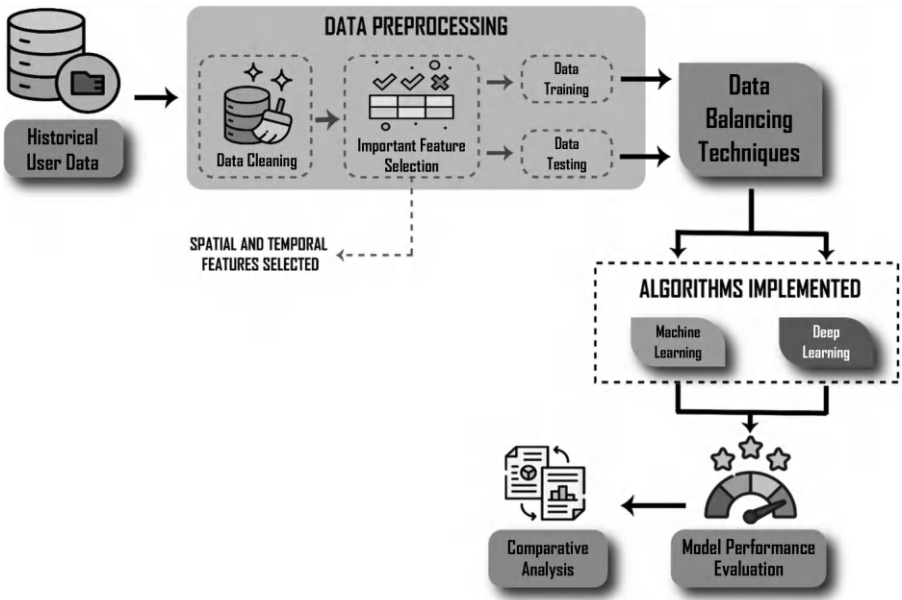 DATA PREPROCESSING
Historical
User Data
Data Cleaning
Important Feature
Selection
Data
Training
Data
Testing
Data
Balancing
Techniques
SPATIAL AND TEMPORAL
FEATURES SELECTED
ALGORITHMS IMPLEMENTED
Machine
Learning
Deep
Learning
Comparative
Analysis
Model Performance
Evaluation